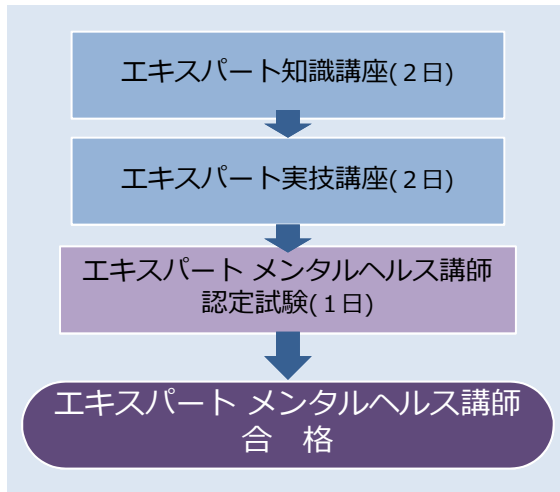 エキスパート知識講座(２日)
エキスパート実技講座(２日)
エキスパート メンタルヘルス講師
認定試験(１日)
エキスパート メンタルヘルス講師
合　格